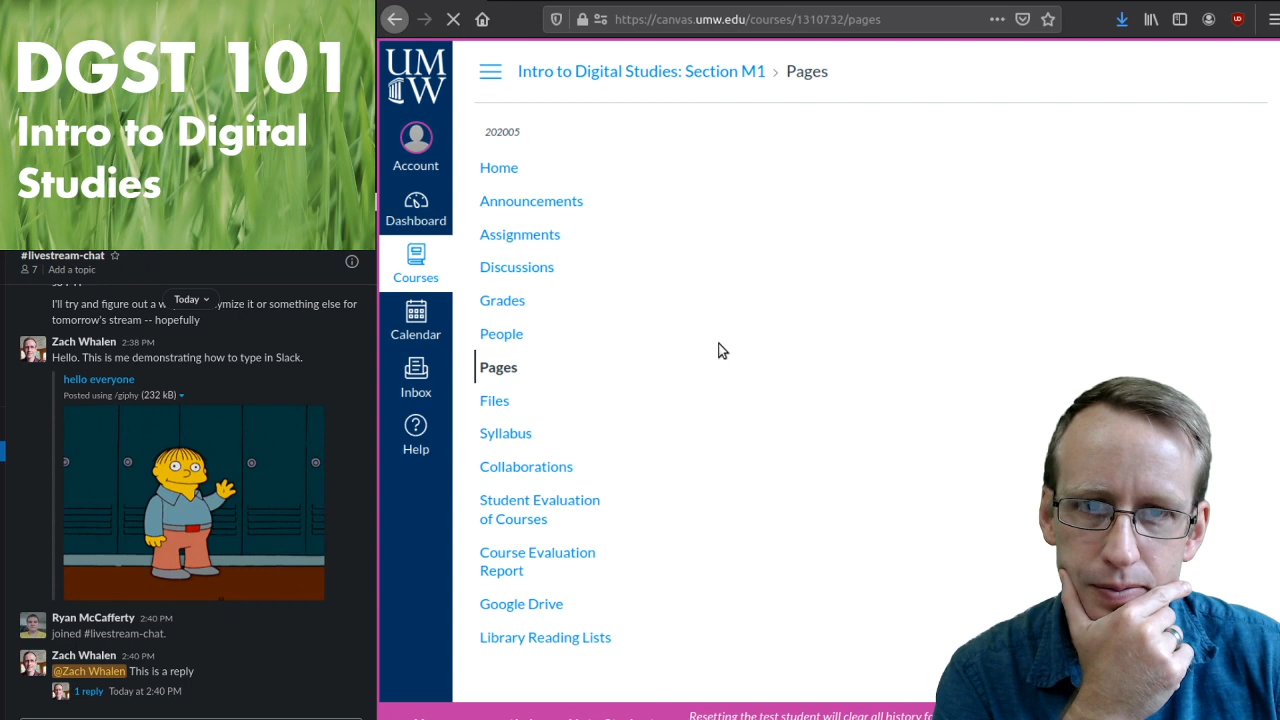 DGST 101
Intro to Digital
Studies
#livestream-chat
7 Add a topic
Today
I'll try and figure out a w
ymize it or something else for
tomorrow's stream -- hopefully
Zach Whalen 2:38 PM
Hello. This is me demonstrating how to type in Slack.
hello everyone
Posted using /giphy (232 kB)
Ryan McCafferty 2:40 PM
joined #livestream-chat.
Zach Whalen 2:40 PM
@Zach Whalen This is a reply
1 reply Today at 2:40 PM
https://canvas.umw.edu/courses/1310732/pages
UMW
Account
Dashboard
Courses
Calendar
Inbox
Help
Intro to Digital Studies: Section M1 › Pages
202005
Home
Announcements
Assignments
Discussions
Grades
People
Pages
Files
Syllabus
Collaborations
Student Evaluation
of Courses
Course Evaluation
Report
Google Drive
Library Reading Lists
Resetting the test student will clear all history f